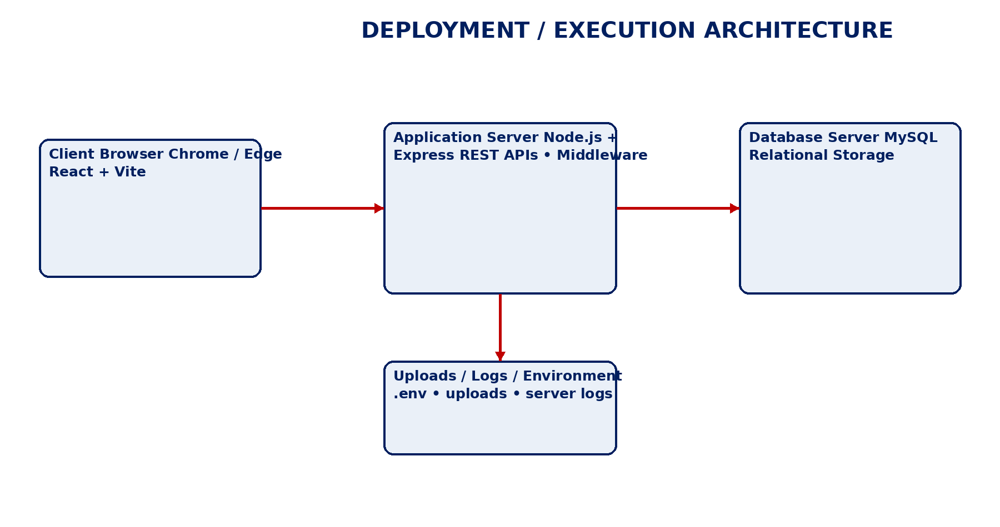 DEPLOYMENT / EXECUTION ARCHITECTURE
Client Browser Chrome / Edge
React + Vite
Application Server Node.js +
Express REST APIs • Middleware
Database Server MySQL
Relational Storage
Uploads / Logs / Environment
.env • uploads • server logs